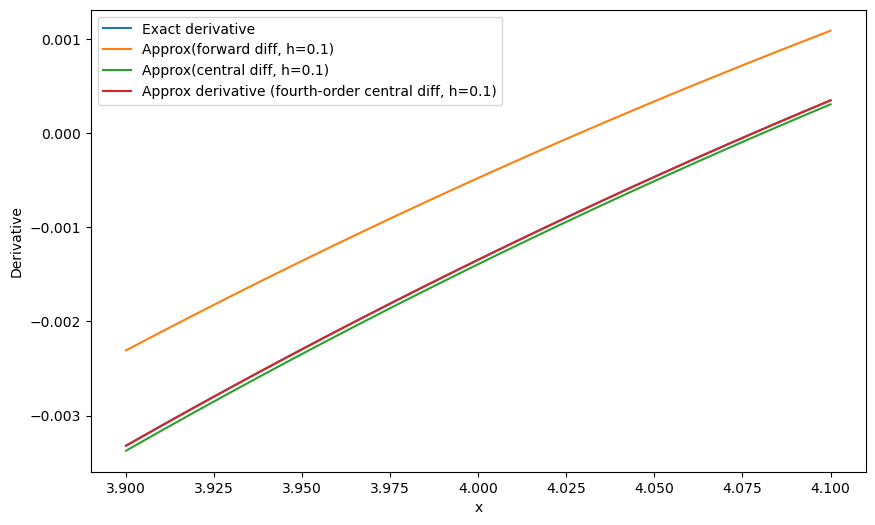 Exact derivative
Approx(forward diff, h=0.1)
Approx(central diff, h=0.1)
Approx derivative (fourth-order central diff, h=0.1)
0.001
0.000
−0.001
−0.002
−0.003
Derivative
3.900 3.925 3.950 3.975 4.000 4.025 4.050 4.075 4.100
x